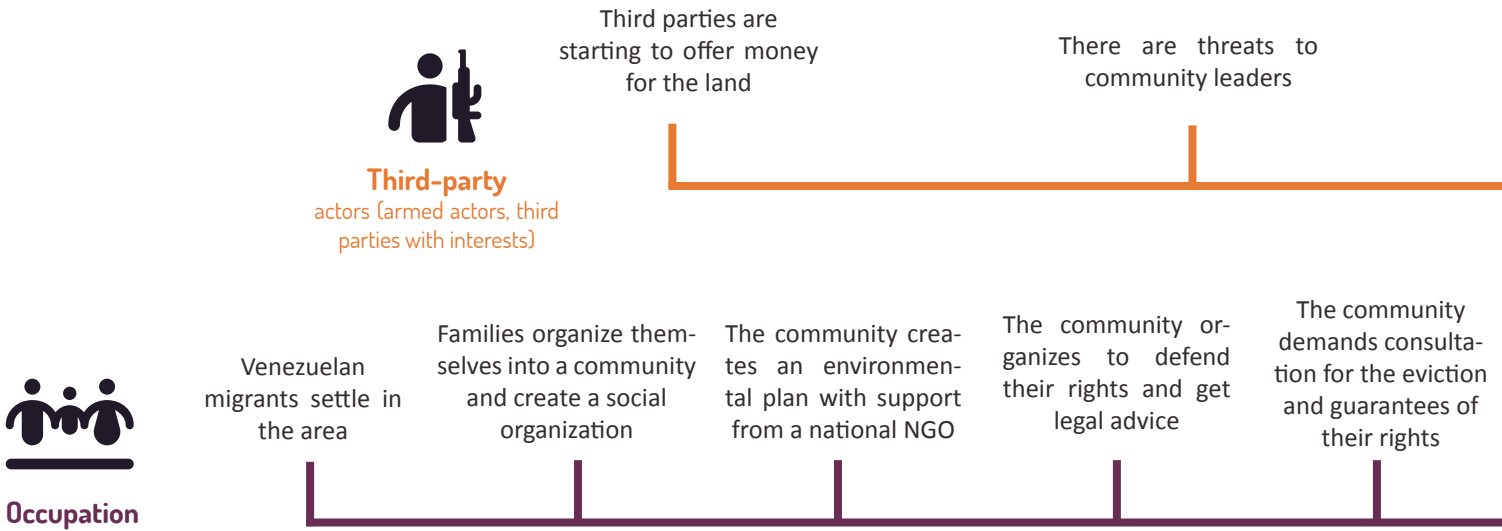 Third parties are
starting to offer money
for the land
There are threats to
community leaders
Third-party
actors (armed actors, third
parties with interests)
Venezuelan
migrants settle in
the area
Families organize them-
selves into a community
and create a social
organization
The community crea-
tes an environmen-
tal plan with support
from a national NGO
The community or-
ganizes to defend
their rights and get
legal advice
The community
demands consulta-
tion for the eviction
and guarantees of
their rights
Occupation